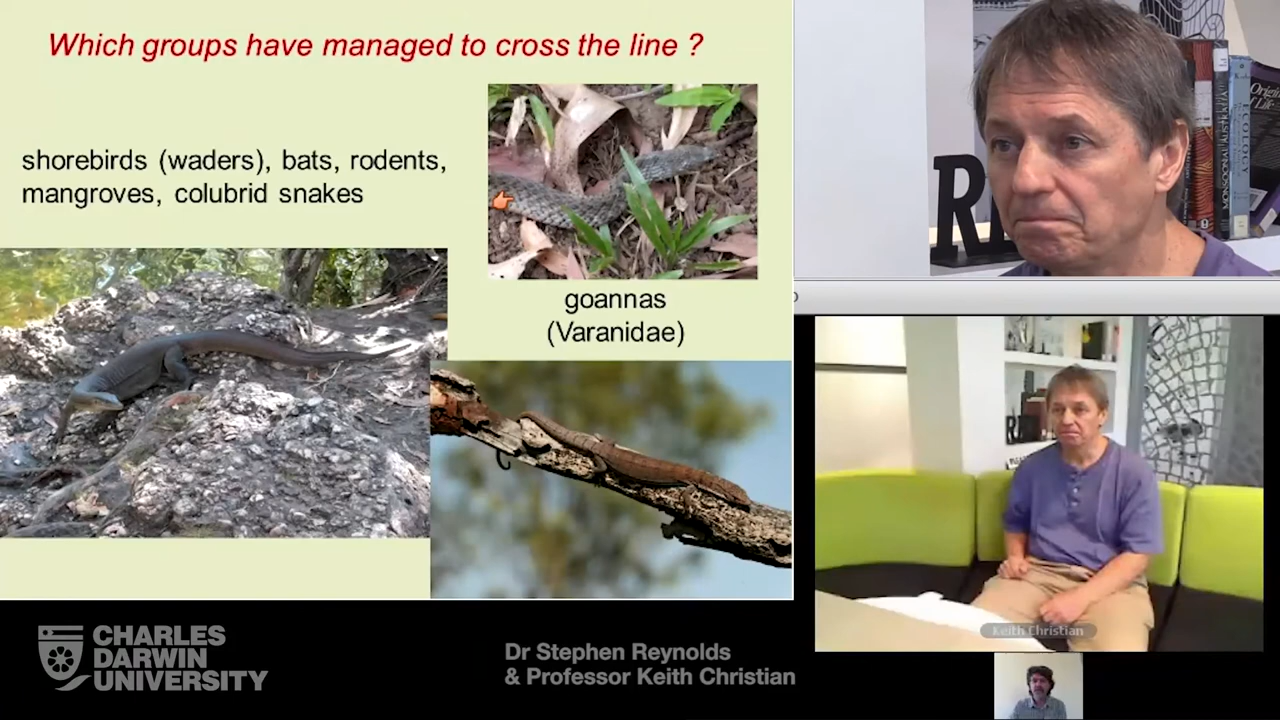 Which groups have managed to cross the line ?
shorebirds (waders), bats, rodents,
mangroves, colubrid snakes
goannas
(Varanidae)
CHARLES
DARWIN
UNIVERSITY
Dr Stephen Reynolds
& Professor Keith Christian
Keith Christian
ECOLOGY